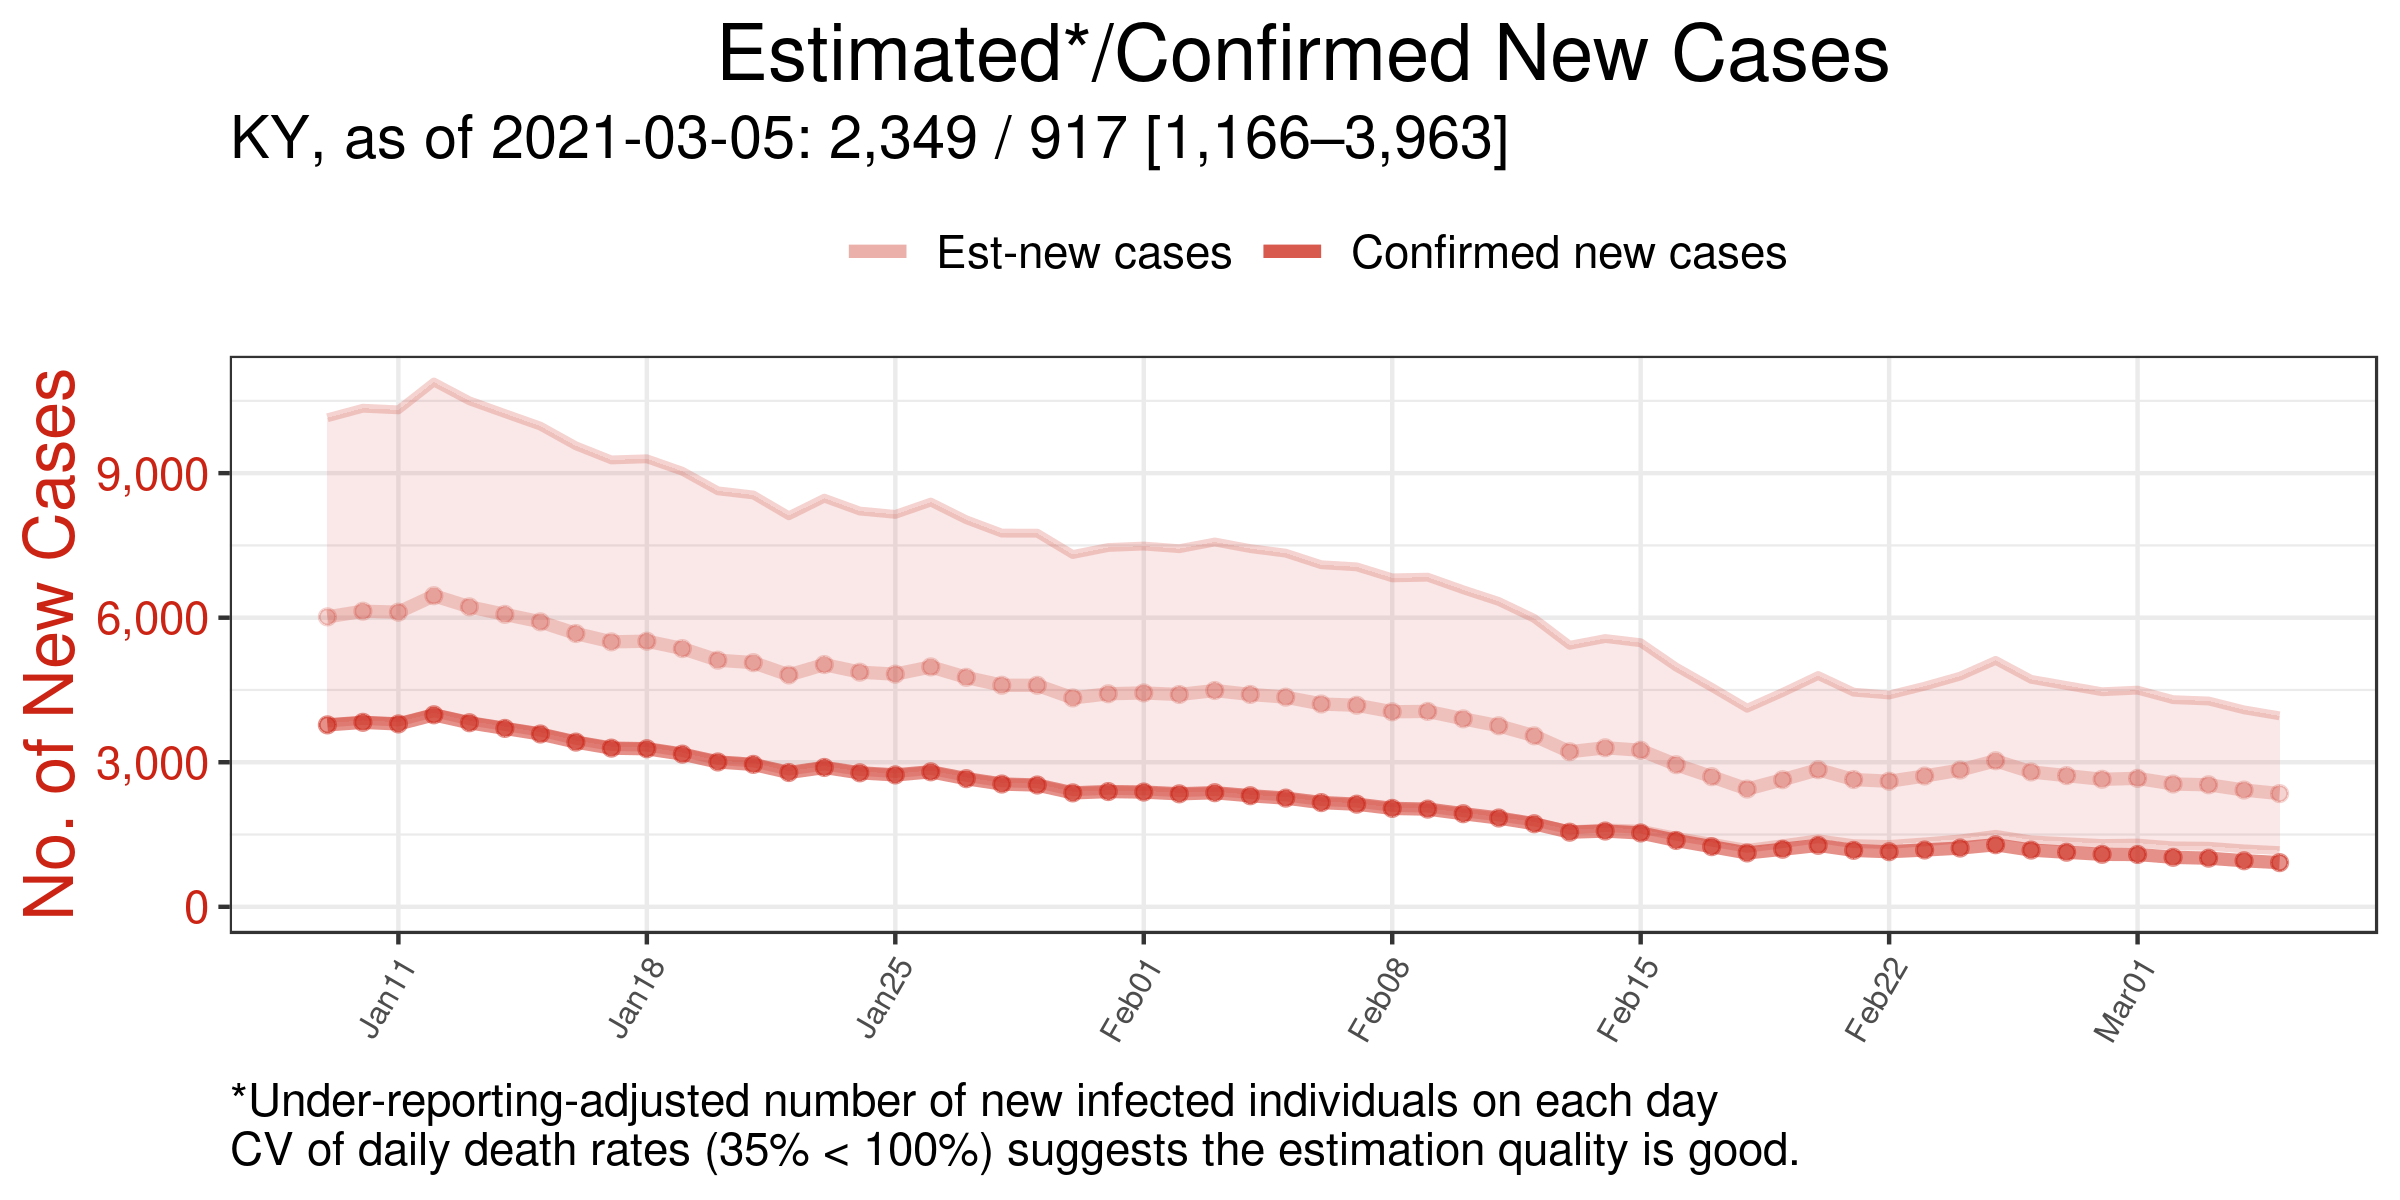 Estimated*/Confirmed New Cases
KY, as of 2021-03-05: 2,349 / 917 [1,166–3,963]
Est-new cases
Confirmed new cases
No. of New Cases
9,000
6,000
3,000
0
Jan11
Jan18
Jan25
Feb01
Feb08
Feb15
Feb22
Mar01
*Under-reporting-adjusted number of new infected individuals on each day
CV of daily death rates (35% < 100%) suggests the estimation quality is good.